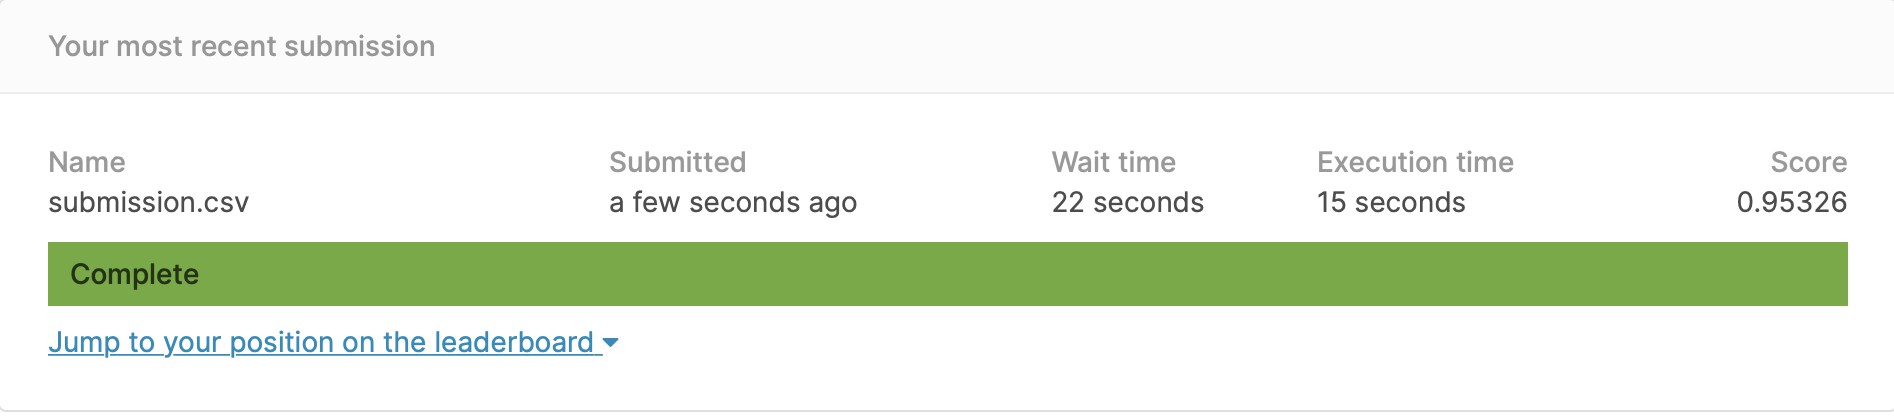 Your most recent submission
Name Submitted Wait time Execution time Score
submission.csv a few seconds ago 22 seconds 15 seconds 0.95326
Complete
Jump to your position on the leaderboard